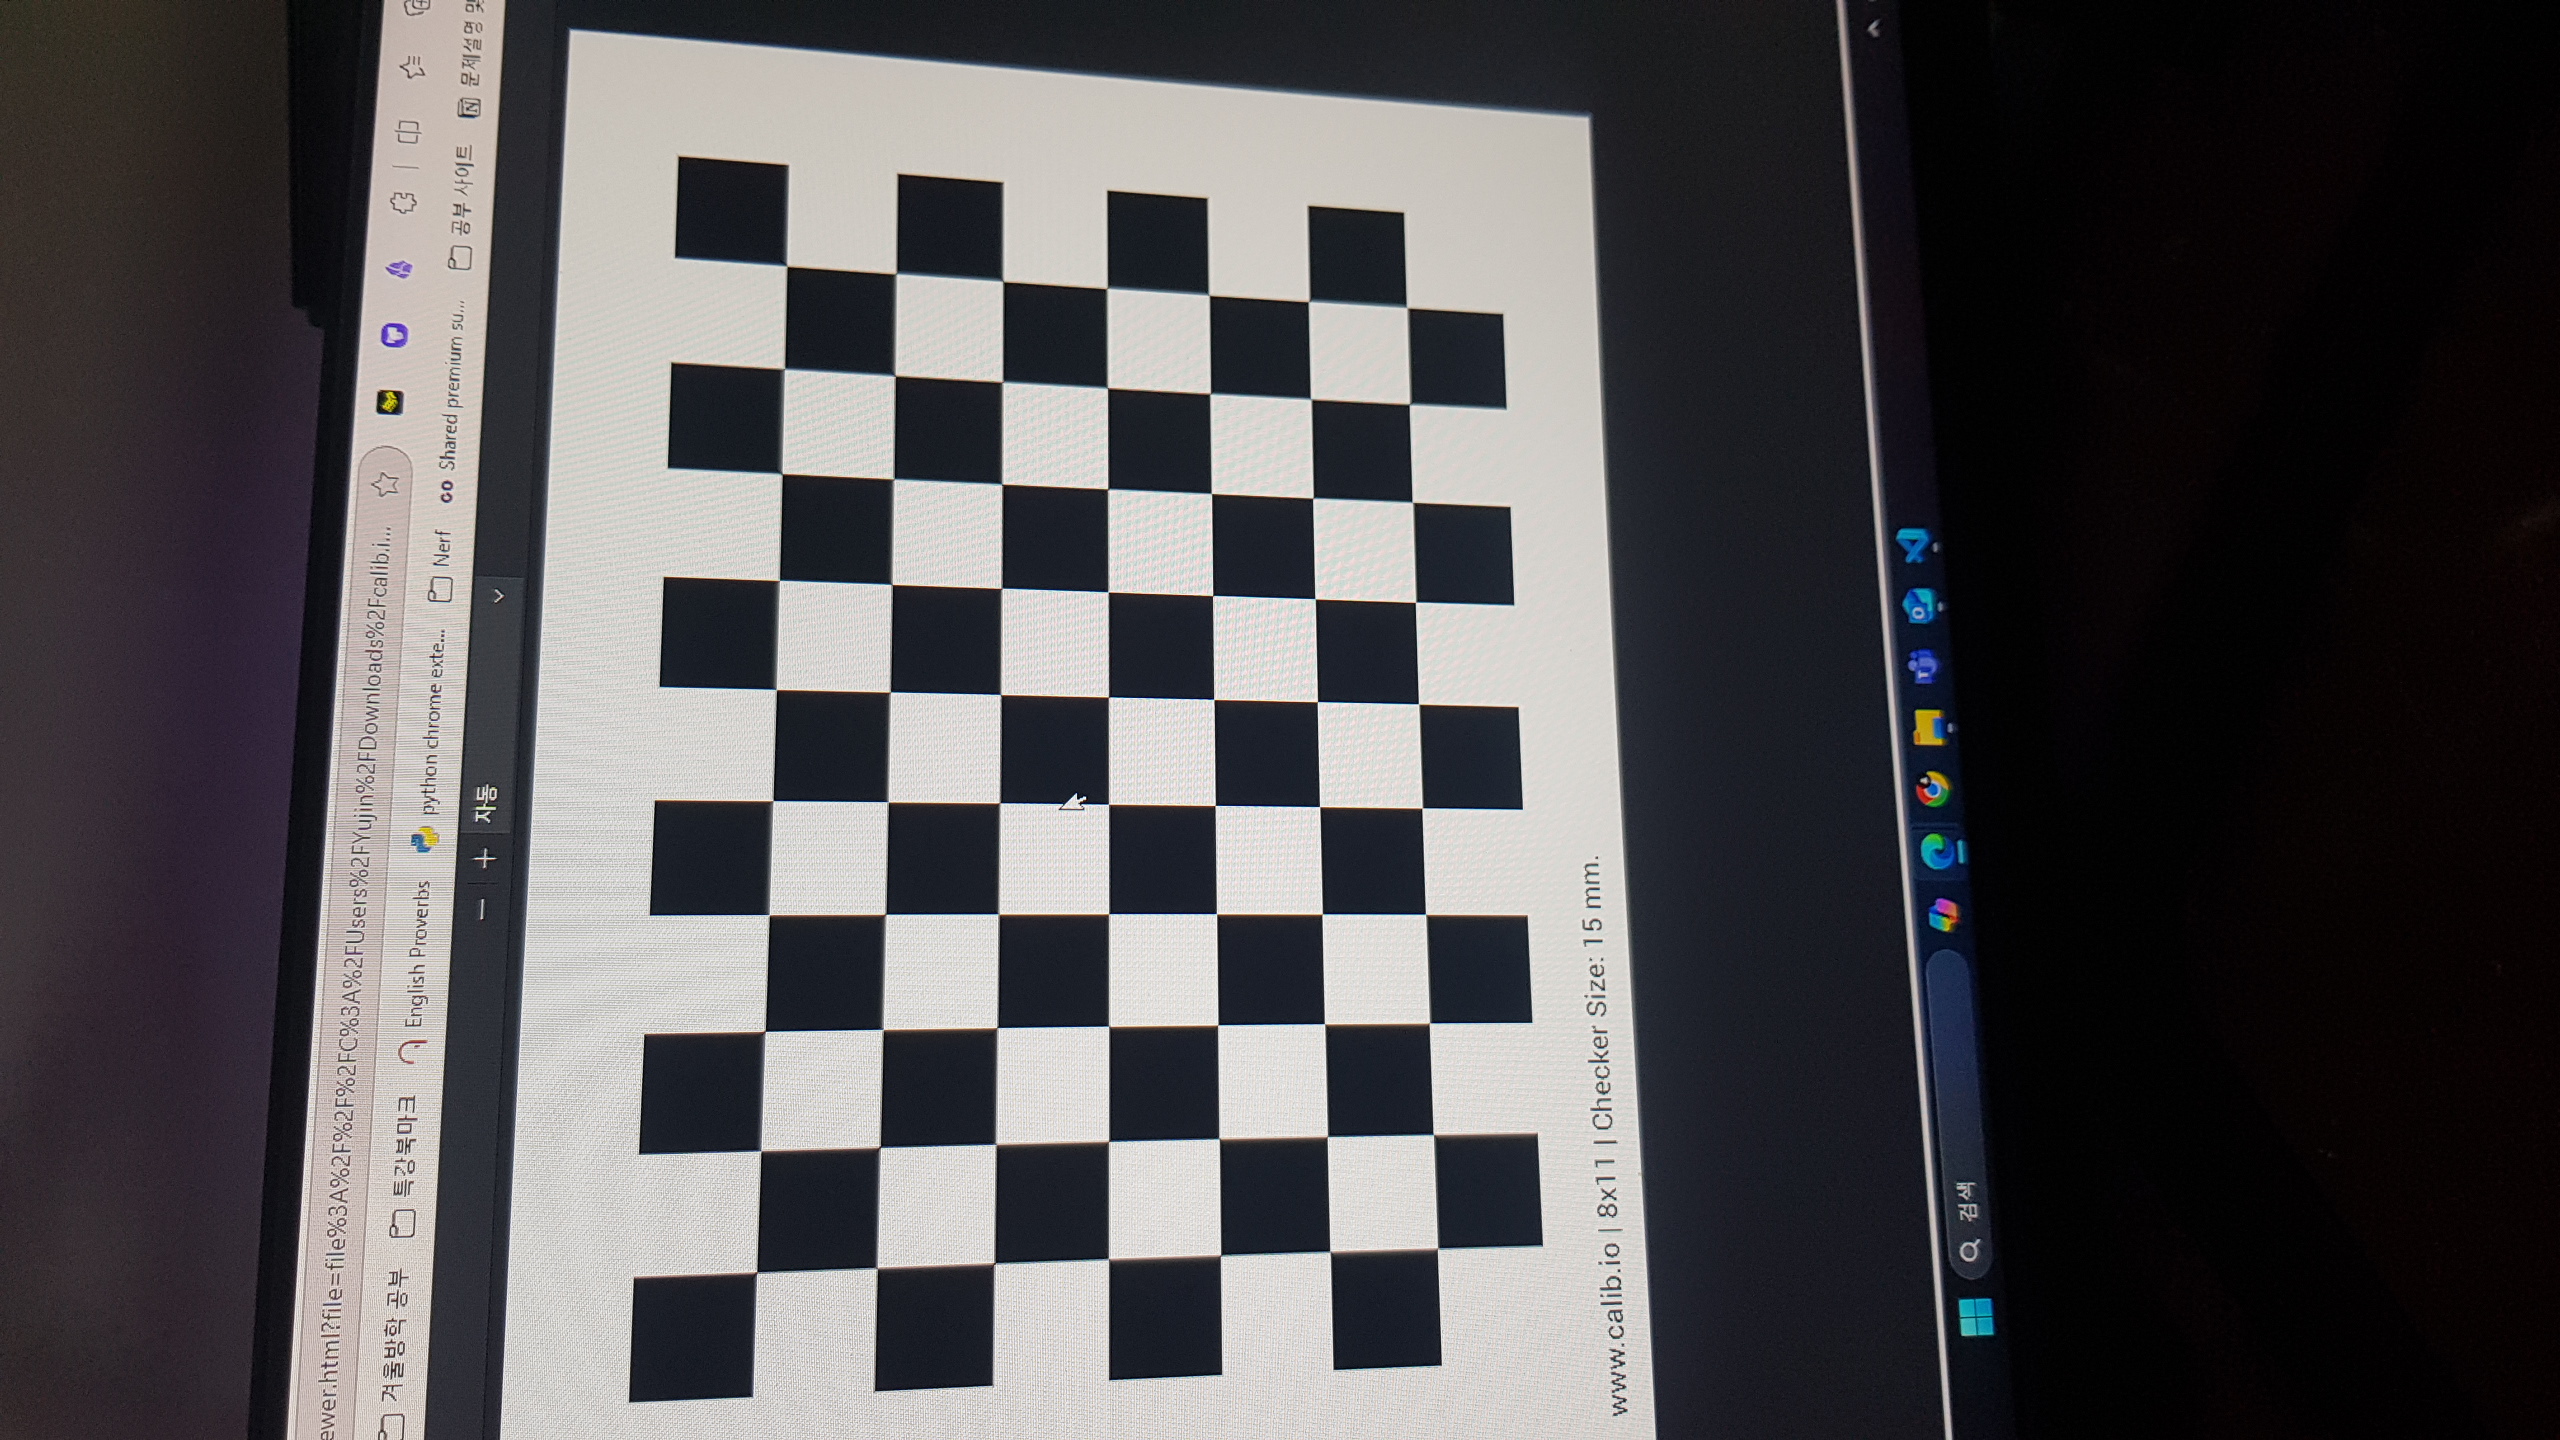 ewer.html?file=file%3A%2F%2F%2FC%3A%2FUsers%2FYujin%2FDownloads%2Fcalib.i...
겨울방학 공부 특강북마크 English Proverbs python chrome exte... Nerf Shared premium su... 공부 사이트 문제설명 및
자동
www.calib.io | 8x11 | Checker Size: 15 mm.
검색